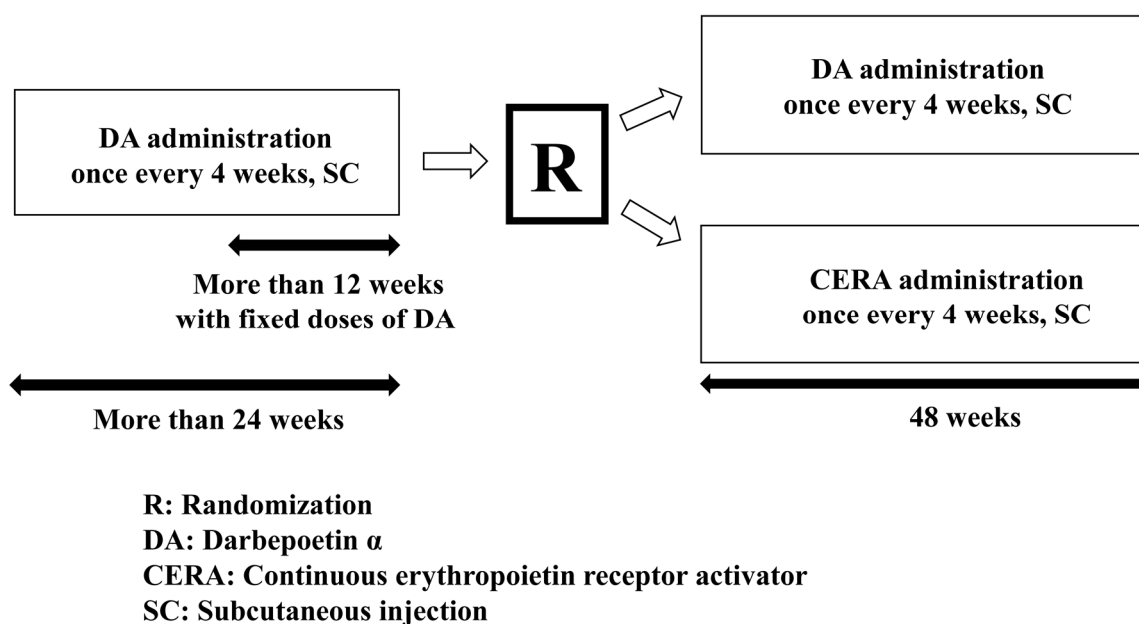 DA administration
once every 4 weeks, SC
More than 12 weeks
with fixed doses of DA
More than 24 weeks
R
DA administration
once every 4 weeks, SC
CERA administration
once every 4 weeks, SC
48 weeks
R: Randomization
DA: Darbepoetin α
CERA: Continuous erythropoietin receptor activator
SC: Subcutaneous injection